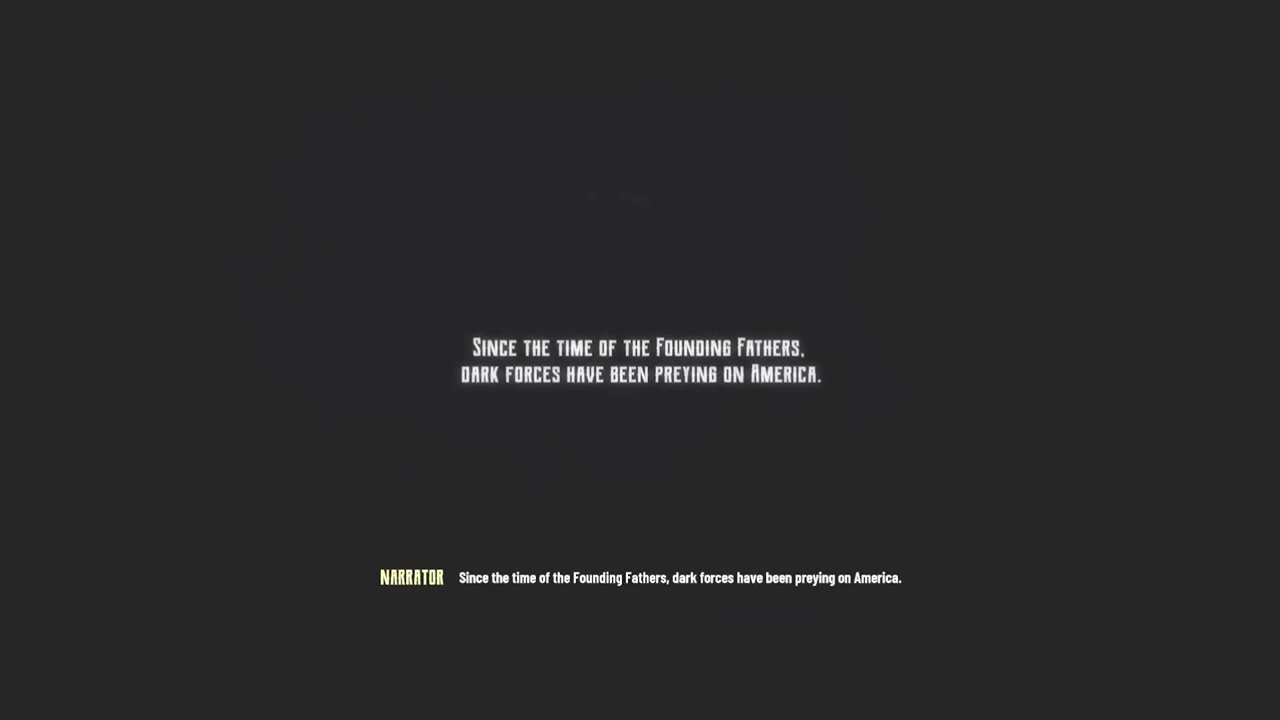 Since the time of the Founding Fathers,
dark forces have been preying on America.
NARRATOR Since the time of the Founding Fathers, dark forces have been preying on America.